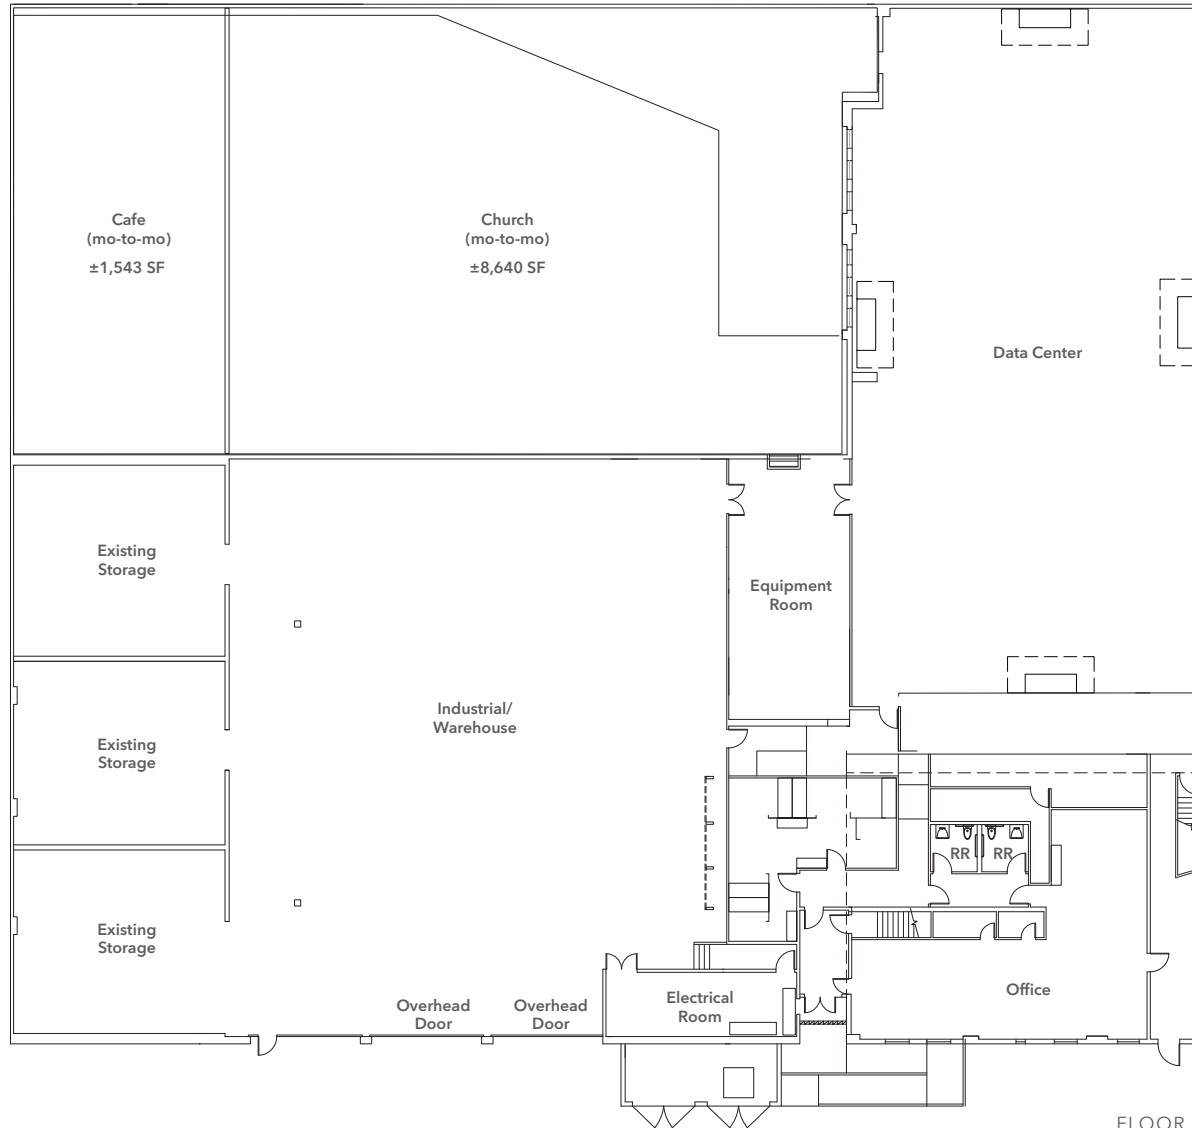 Cafe
(mo-to-mo)
±1,543 SF
Church
(mo-to-mo)
±8,640 SF
Data Center
Existing
Storage
Equipment
Room
Industrial/
Warehouse
Existing
Storage
RR
RR
Existing
Storage
Overhead
Door
Overhead
Door
Electrical
Room
Office
FLOOR